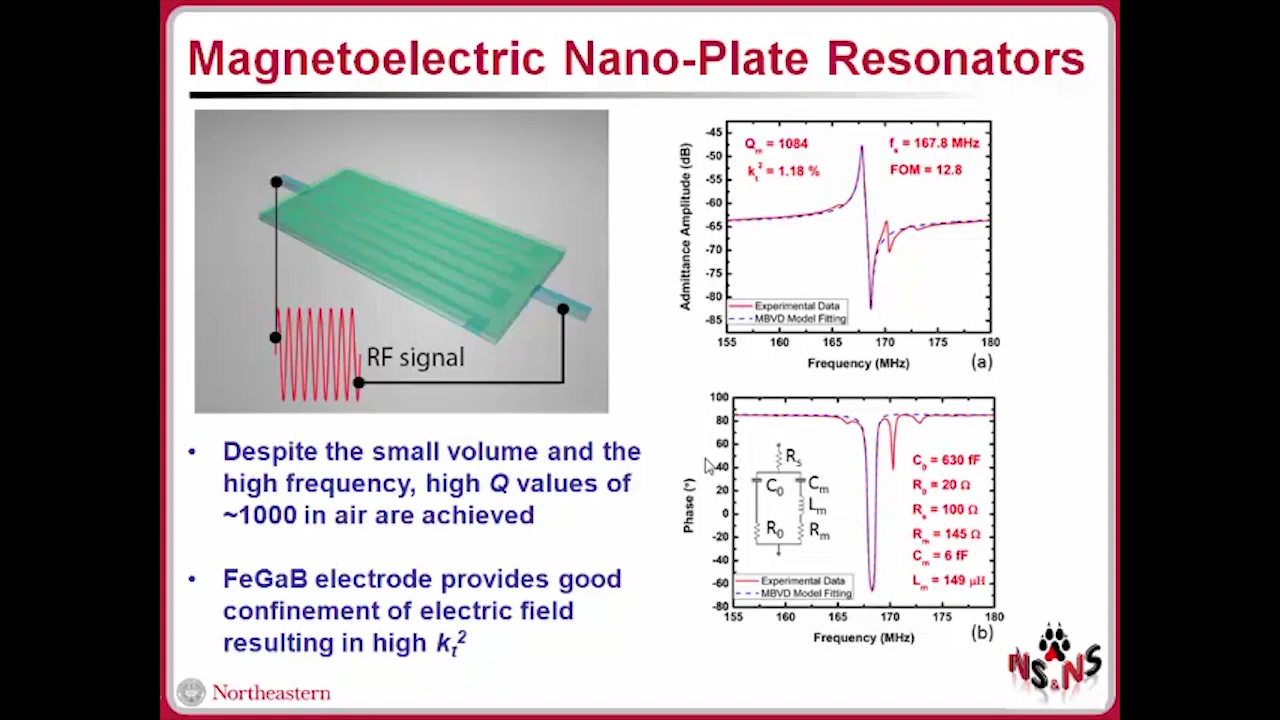 Magnetoelectric Nano-Plate Resonators
RF signal
• Despite the small volume and the
high frequency, high Q values of
~1000 in air are achieved
• FeGaB electrode provides good
confinement of electric field
resulting in high kt²
Northeastern
Admittance Amplitude (dB)
-45
-50
-55
-60
-65
-70
-75
-80
-85
Qm = 1084
fs = 167.8 MHz
kt² = 1.18 %
FOM = 12.8
Experimental Data
MBVD Model Fitting
155 160 165 170 175 180
Frequency (MHz)
(a)
Phase (°)
100
80
60
40
20
0
-20
-40
-60
-80
Rs
C0
Cm
Lm
R0
Rm
C0 = 630 fF
R0 = 20 Ω
Rs = 100 Ω
Rm = 145 Ω
Cm = 6 fF
Lm = 149 µH
Experimental Data
MBVD Model Fitting
155 160 165 170 175 180
Frequency (MHz)
(b)
NS&NS